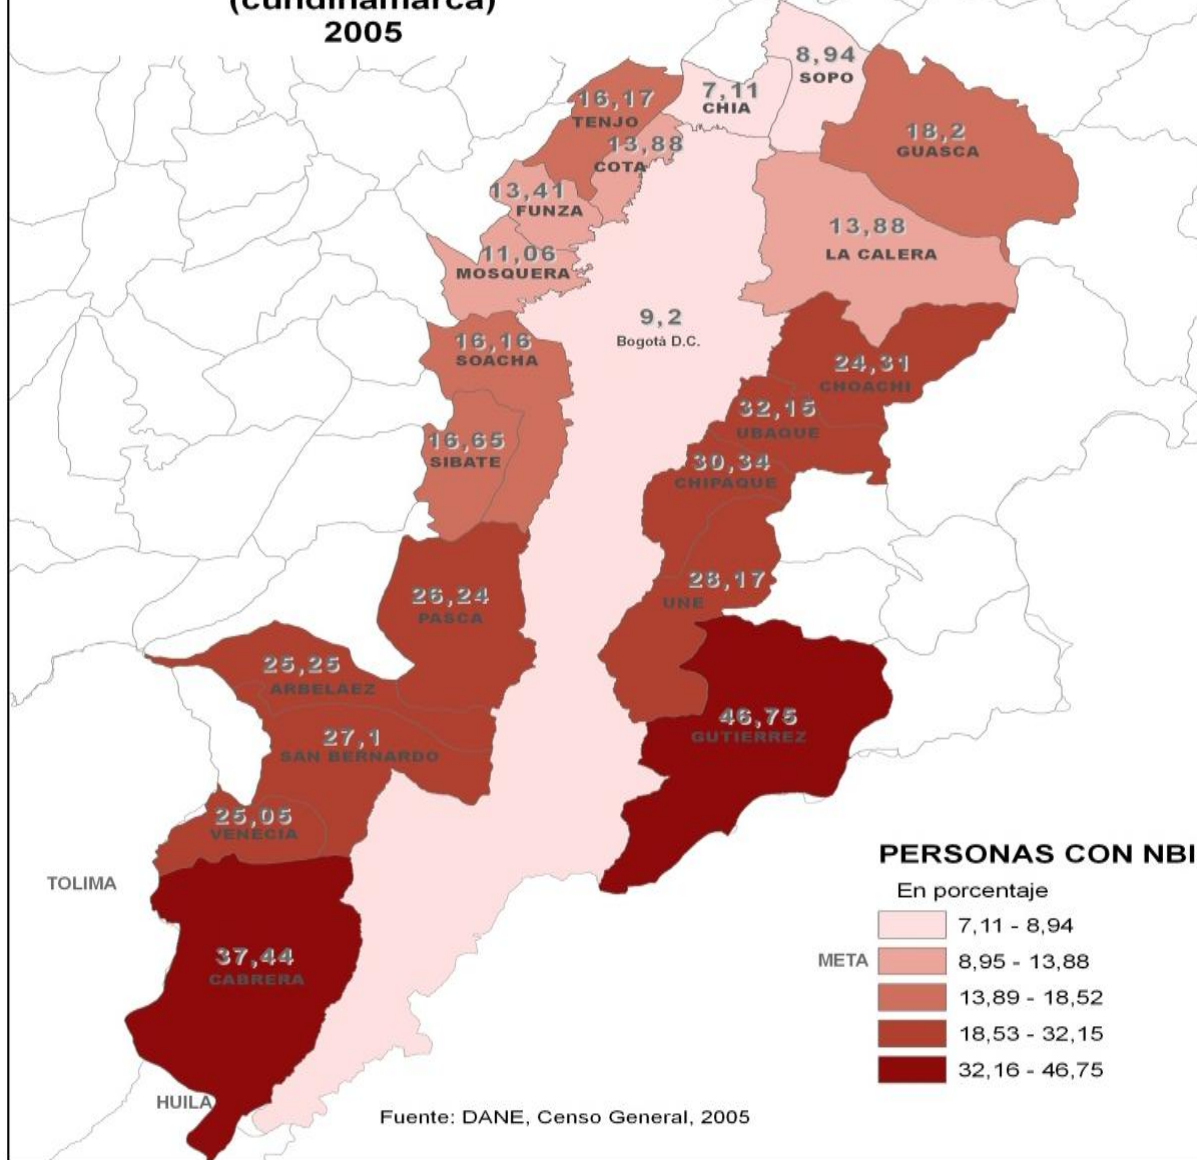 (cundinamarca)
2005
8,94
SOPO
7,11
CHIA
16,17
TENJO
13,88
COTA
18,2
GUASCA
13,41
FUNZA
13,88
LA CALERA
11,06
MOSQUERA
9,2
Bogotá D.C.
16,16
SOACHA
24,31
CHOACHI
32,15
UBAQUE
16,65
SIBATE
30,34
CHIPAQUE
28,17
UNE
26,24
PASCA
25,25
ARBELAEZ
46,75
GUTIERREZ
27,1
SAN BERNARDO
25,05
VENECIA
TOLIMA
37,44
CABRERA
HUILA
META
PERSONAS CON NBI
En porcentaje
7,11 - 8,94
8,95 - 13,88
13,89 - 18,52
18,53 - 32,15
32,16 - 46,75
Fuente: DANE, Censo General, 2005